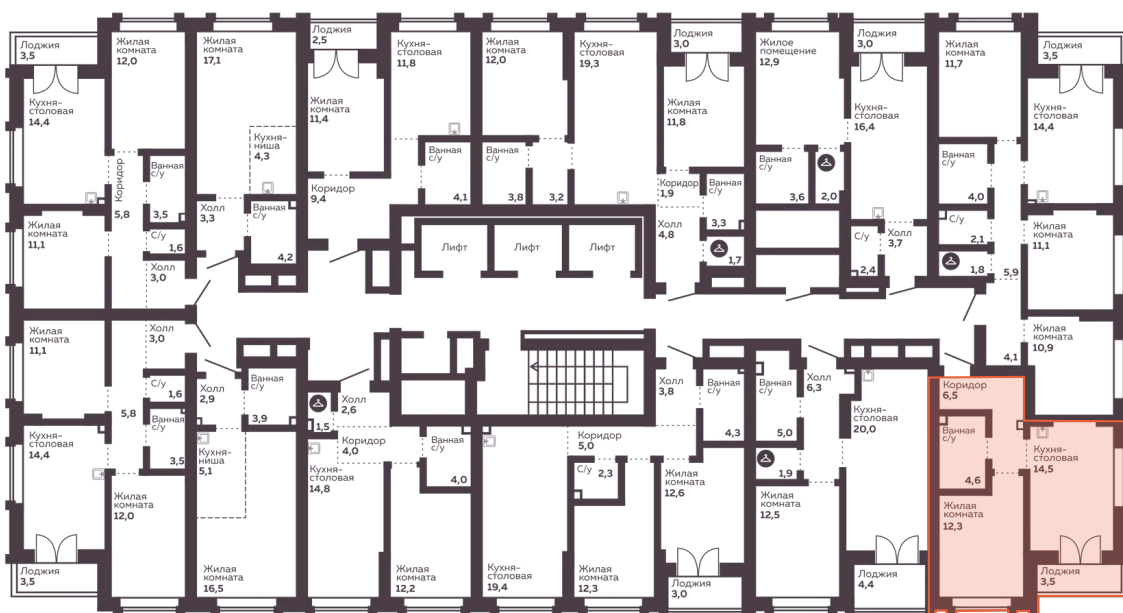 Лоджия
3,5
Жилая
комната
12,0
Жилая
комната
17,1
Лоджия
2,5
Кухня-
столовая
11,8
Жилая
комната
12,0
Кухня-
столовая
19,3
Лоджия
3,0
Жилое
помещение
12,9
Лоджия
3,0
Жилая
комната
11,7
Лоджия
3,5
Кухня-
столовая
14,4
Жилая
комната
11,4
Жилая
комната
11,8
Кухня-
столовая
16,4
Кухня-
столовая
14,4
Кухня-
ниша
4,3
Коридор
5,8
Ванная
с/у
3,5
Холл
3,3
Ванная
с/у
4,2
Коридор
9,4
Ванная
с/у
4,1
Ванная
с/у
3,8
3,2
Коридор
1,9
Ванная
с/у
3,3
Холл
4,8
1,7
Ванная
с/у
3,6
2,0
С/у
2,4
Холл
3,7
Ванная
с/у
4,0
С/у
2,1
1,8
5,9
Жилая
комната
11,1
Жилая
комната
11,1
С/у
1,6
Холл
3,0
Лифт
Лифт
Лифт
Жилая
комната
11,1
Холл
3,0
Жилая
комната
10,9
4,1
С/у
1,6
5,8
Ванная
с/у
3,5
Холл
2,9
Ванная
с/у
3,9
Холл
2,6
1,5
Коридор
4,0
Ванная
с/у
4,0
Коридор
5,0
С/у
2,3
Холл
3,8
Ванная
с/у
4,3
Ванная
с/у
5,0
Холл
6,3
1,9
Коридор
6,5
Ванная
с/у
4,6
Кухня-
столовая
14,4
Кухня-
ниша
5,1
Кухня-
столовая
14,8
Жилая
комната
12,6
Кухня-
столовая
20,0
Кухня-
столовая
14,5
Жилая
комната
12,0
Жилая
комната
12,5
Жилая
комната
12,3
Лоджия
3,5
Жилая
комната
16,5
Жилая
комната
12,2
Кухня-
столовая
19,4
Жилая
комната
12,3
Лоджия
3,0
Лоджия
4,4
Лоджия
3,5